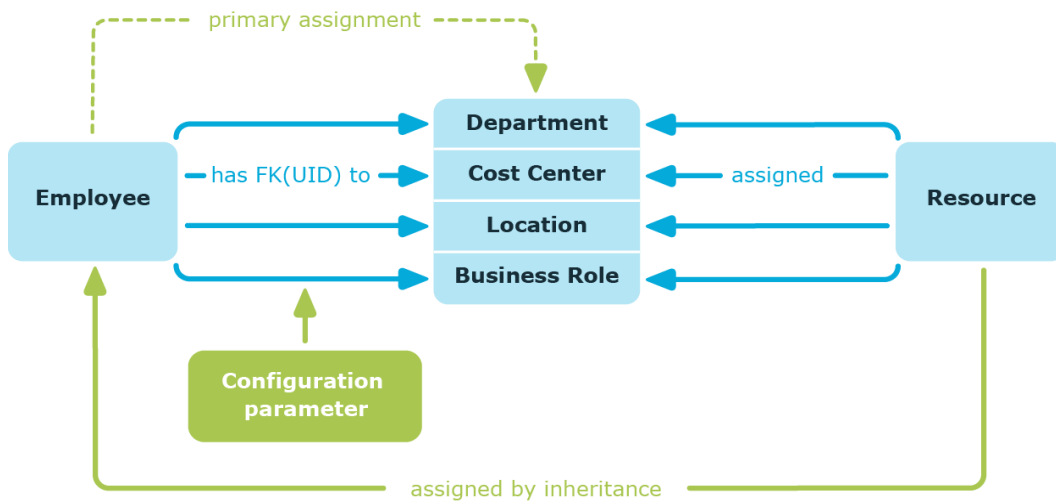 primary assignment
Department
Employee
has FK(UID) to
Cost Center
assigned
Resource
Location
Business Role
Configuration
parameter
assigned by inheritance